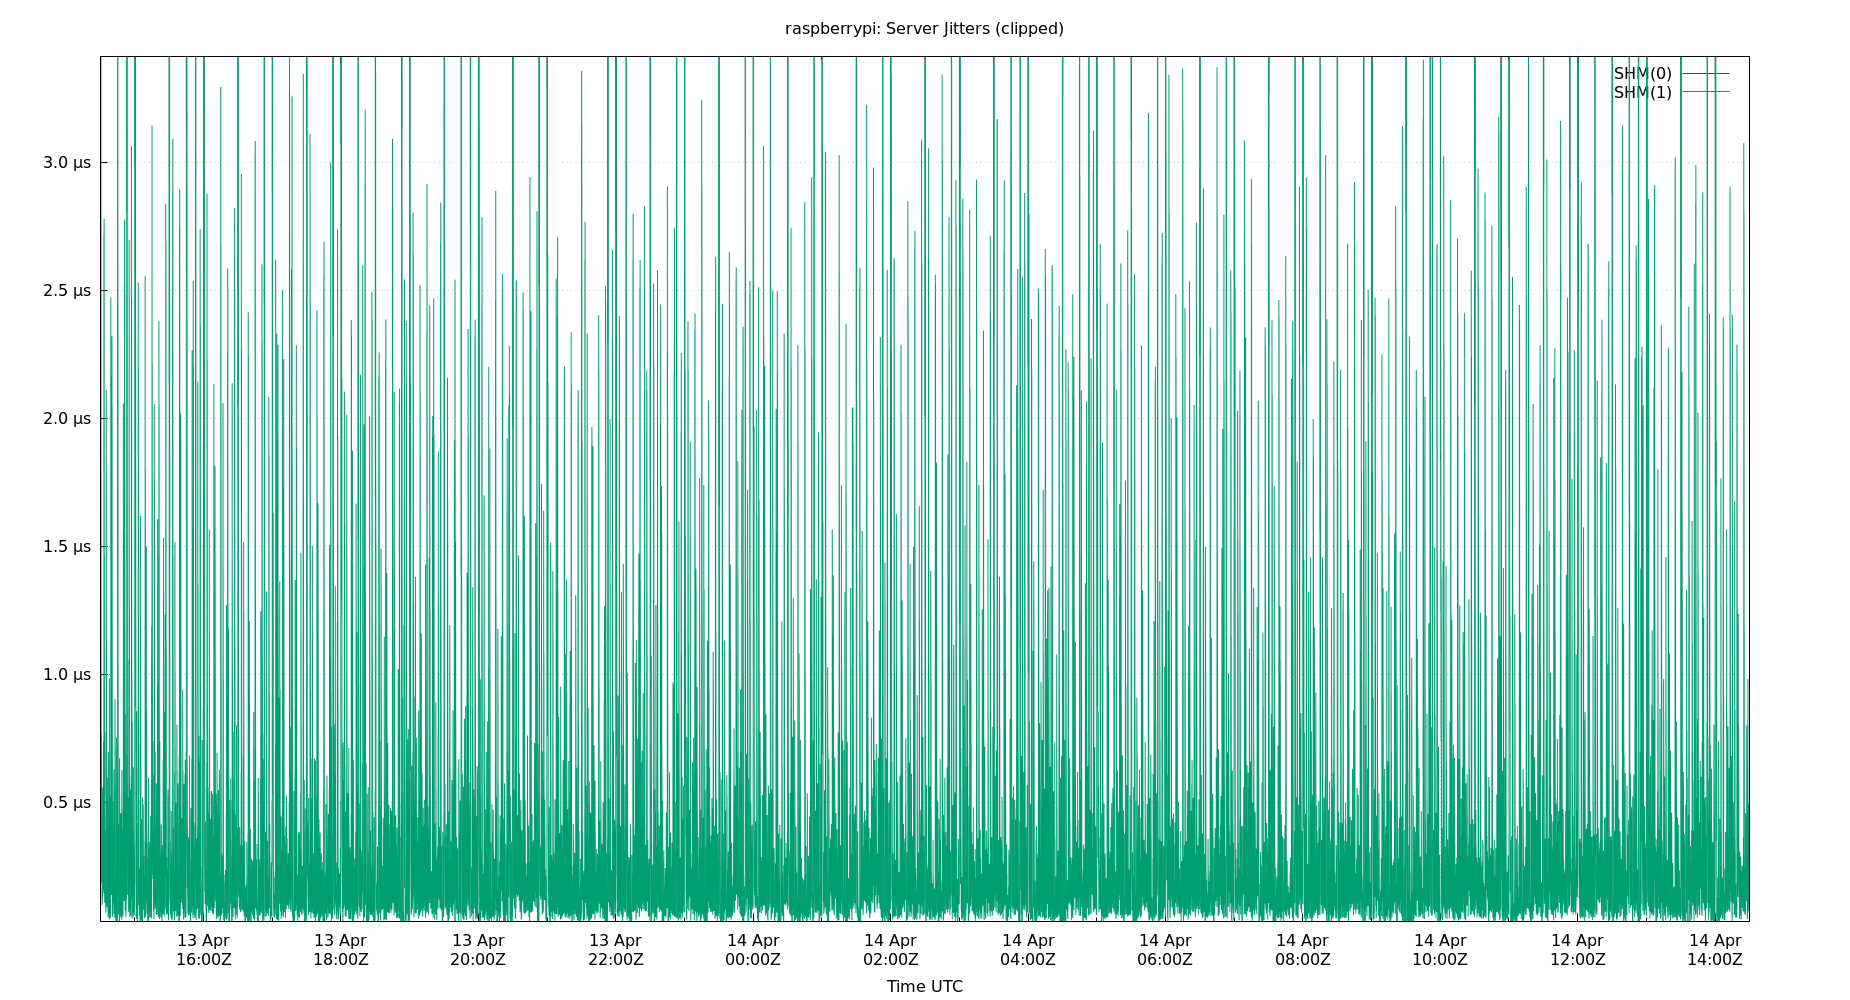 raspberrypi: Server Jitters (clipped)
SHM(0)
SHM(1)
3.0 µs
2.5 µs
2.0 µs
1.5 µs
1.0 µs
0.5 µs
13 Apr 13 Apr 13 Apr 13 Apr 14 Apr 14 Apr 14 Apr 14 Apr 14 Apr 14 Apr 14 Apr 14 Apr
16:00Z 18:00Z 20:00Z 22:00Z 00:00Z 02:00Z 04:00Z 06:00Z 08:00Z 10:00Z 12:00Z 14:00Z
Time UTC